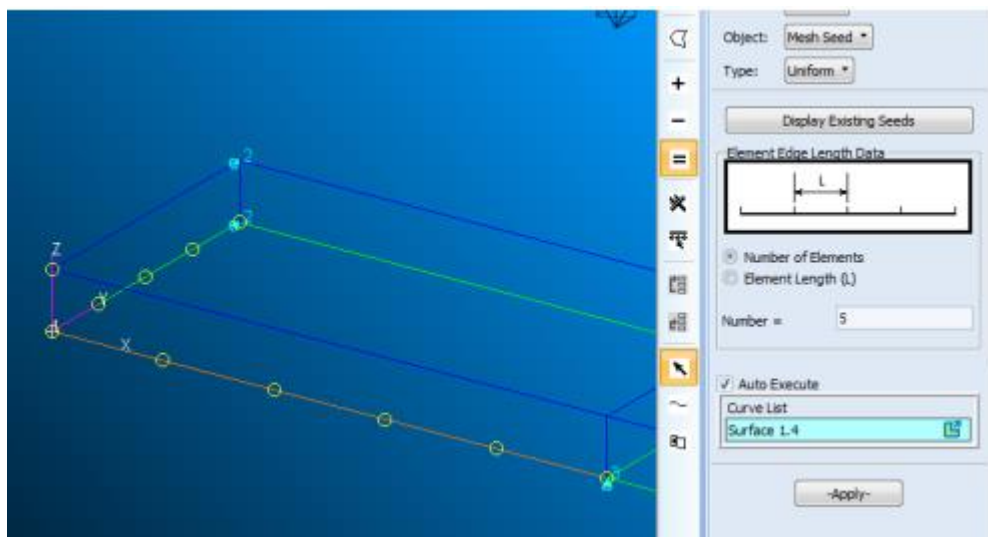 Object: Mesh Seed
Type: Uniform
Display Existing Seeds
Element Edge Length Data
L
Number of Elements
Element Length (L)
Number = 5
Auto Execute
Curve List
Surface 1.4
-Apply-
2
Z
Y
X